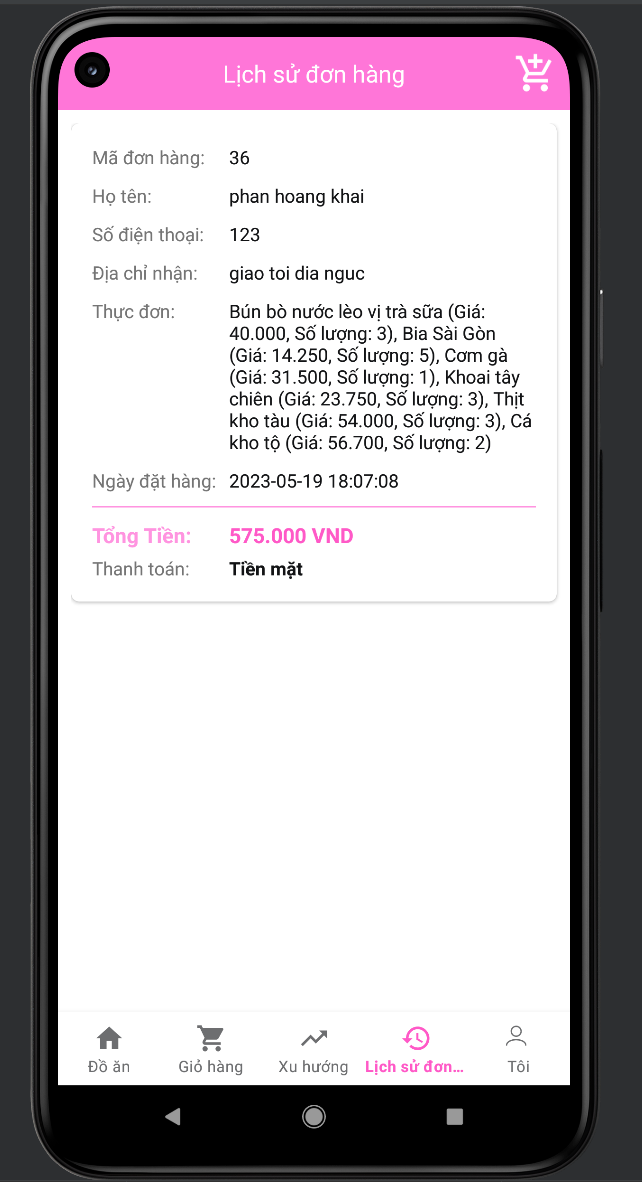 Lịch sử đơn hàng
Mã đơn hàng: 36
Họ tên: phan hoang khai
Số điện thoại: 123
Địa chỉ nhận: giao toi dia nguc
Thực đơn: Bún bò nước lèo vị trà sữa (Giá:
40.000, Số lượng: 3), Bia Sài Gòn
(Giá: 14.250, Số lượng: 5), Cơm gà
(Giá: 31.500, Số lượng: 1), Khoai tây
chiên (Giá: 23.750, Số lượng: 3), Thịt
kho tàu (Giá: 54.000, Số lượng: 3), Cá
kho tộ (Giá: 56.700, Số lượng: 2)
Ngày đặt hàng: 2023-05-19 18:07:08
Tổng Tiền: 575.000 VND
Thanh toán: Tiền mặt
Đồ ăn Giỏ hàng Xu hướng Lịch sử đơn... Tôi